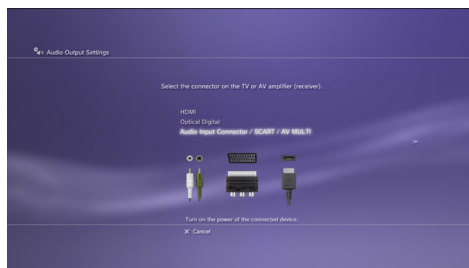 Audio Output Settings
Select the connector on the TV or AV amplifier (receiver).
HDMI
Optical Digital
Audio Input Connector / SCART / AV MULTI
Turn on the power of the connected device.
X Cancel